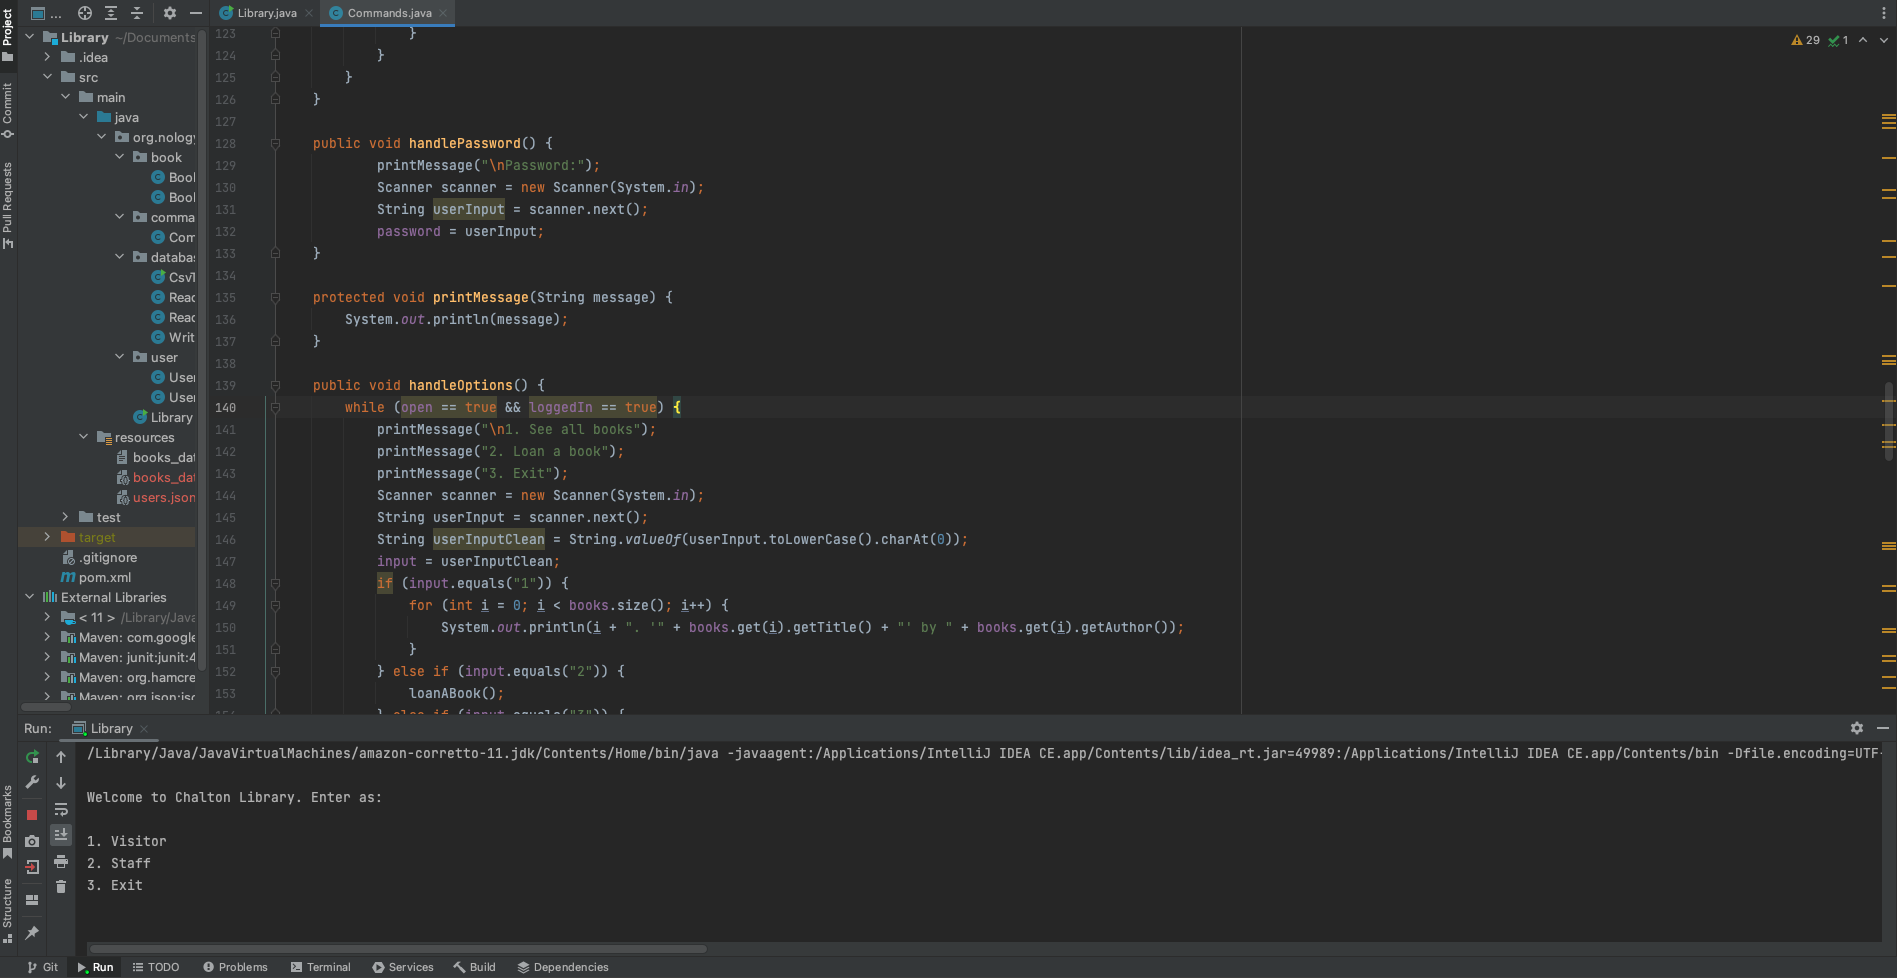 Project
...
Library.java
Commands.java
Library ~/Documents
.idea
src
main
java
org.nology
book
Bool
Bool
comma
Com
databas
Csv
Read
Read
Writ
user
User
User
Library
resources
books_dat
books_dat
users.json
test
target
.gitignore
pom.xml
External Libraries
< 11 > /Library/Java
Maven: com.google
Maven: junit:junit:4
Maven: org.hamcre
Maven: org.json:jso
Commit
Pull Requests
Bookmarks
Structure
29 1
123 }
124 }
125 }
126 }
127
128 public void handlePassword() {
129 printMessage("\nPassword:");
130 Scanner scanner = new Scanner(System.in);
131 String userInput = scanner.next();
132 password = userInput;
133 }
134
135 protected void printMessage(String message) {
136 System.out.println(message);
137 }
138
139 public void handleOptions() {
140 while (open == true && loggedIn == true) {
141 printMessage("\n1. See all books");
142 printMessage("2. Loan a book");
143 printMessage("3. Exit");
144 Scanner scanner = new Scanner(System.in);
145 String userInput = scanner.next();
146 String userInputClean = String.valueOf(userInput.toLowerCase().charAt(0));
147 input = userInputClean;
148 if (input.equals("1")) {
149 for (int i = 0; i < books.size(); i++) {
150 System.out.println(i + ". '" + books.get(i).getTitle() + "' by " + books.get(i).getAuthor());
151 }
152 } else if (input.equals("2")) {
153 loanABook();
154 } else if (input.equals("3")) {
Run: Library
/Library/Java/JavaVirtualMachines/amazon-corretto-11.jdk/Contents/Home/bin/java -javaagent:/Applications/IntelliJ IDEA CE.app/Contents/lib/idea_rt.jar=49989:/Applications/IntelliJ IDEA CE.app/Contents/bin -Dfile.encoding=UTF-
Welcome to Chalton Library. Enter as:
1. Visitor
2. Staff
3. Exit
Git Run TODO Problems Terminal Services Build Dependencies